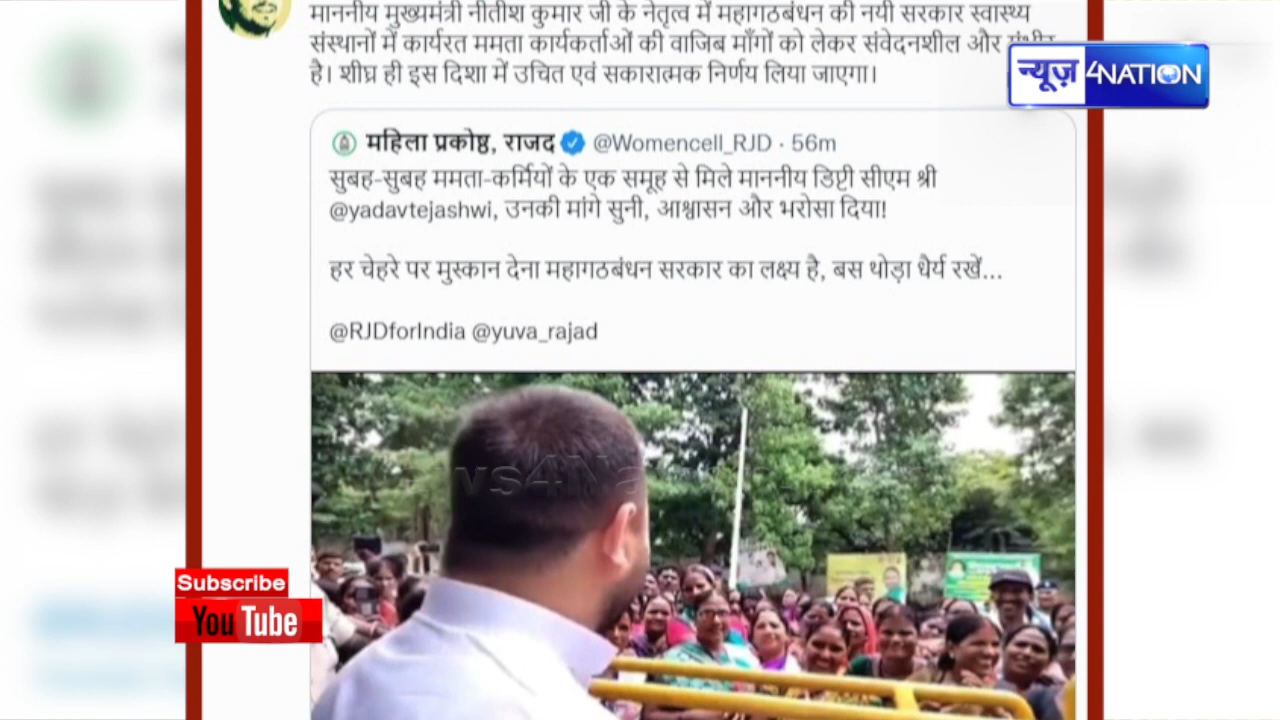 माननीय मुख्यमंत्री नीतीश कुमार जी के नेतृत्व में महागठबंधन की नयी सरकार स्वास्थ्य
संस्थानों में कार्यरत ममता कार्यकर्ताओं की वाजिब माँगों को लेकर संवेदनशील और
है। शीघ्र ही इस दिशा में उचित एवं सकारात्मक निर्णय लिया जाएगा।
न्यूज़ 4NATION
महिला प्रकोष्ठ, राजद @Womencell_RJD · 56m
सुबह-सुबह ममता-कर्मियों के एक समूह से मिले माननीय डिप्टी सीएम श्री
@yadavtejashwi, उनकी मांगे सुनी, आश्वासन और भरोसा दिया!
हर चेहरे पर मुस्कान देना महागठबंधन सरकार का लक्ष्य है, बस थोड़ा धैर्य रखें...
@RJDforIndia @yuva_rajad
Subscribe
YouTube